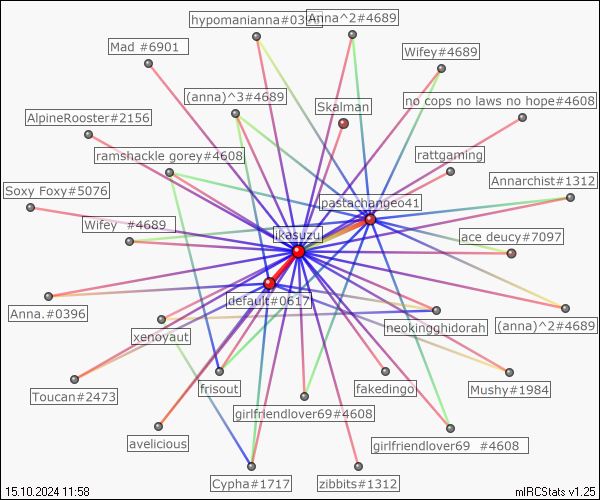 hypomanianna#0394
Anna^2#4689
Mad #6901
Wifey#4689
(anna)^3#4689
Skalman
no cops no laws no hope#4608
AlpineRooster#2156
ramshackle gorey#4608
rattgaming
Annarchist#1312
Soxy Foxy#5076
pastachangeo41
Wifey #4689
ikasuzu
ace deucy#7097
default#0617
Anna.#0396
neokingghidorah
(anna)^2#4689
xenoyaut
Toucan#2473
frisout
fakedingo
Mushy#1984
girlfriendlover69#4608
avelicious
girlfriendlover69 #4608
Cypha#1717
zibbits#1312
15.10.2024 11:58
mIRCStats v1.25